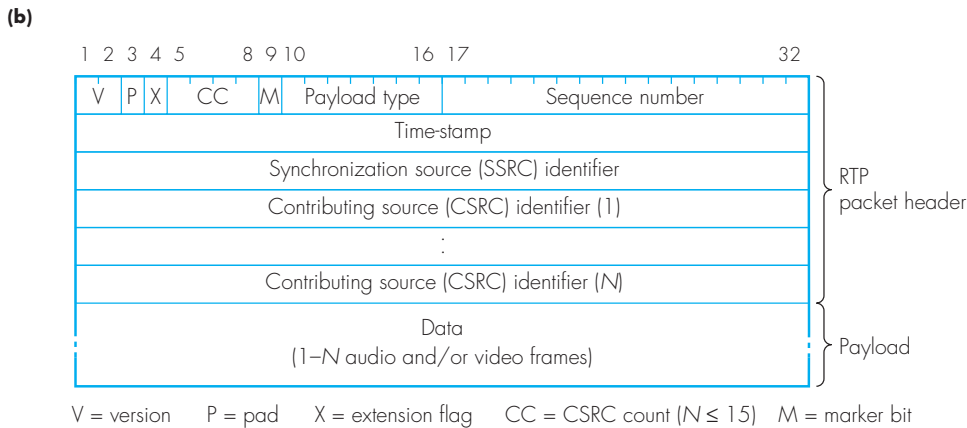 (b)
1 2 3 4 5 8 9 10 16 17 32
V P X CC M Payload type Sequence number
Time-stamp
Synchronization source (SSRC) identifier
Contributing source (CSRC) identifier (1)
:
Contributing source (CSRC) identifier (N)
RTP
packet header
Data
(1–N audio and/or video frames)
Payload
V = version P = pad X = extension flag CC = CSRC count (N ≤ 15) M = marker bit